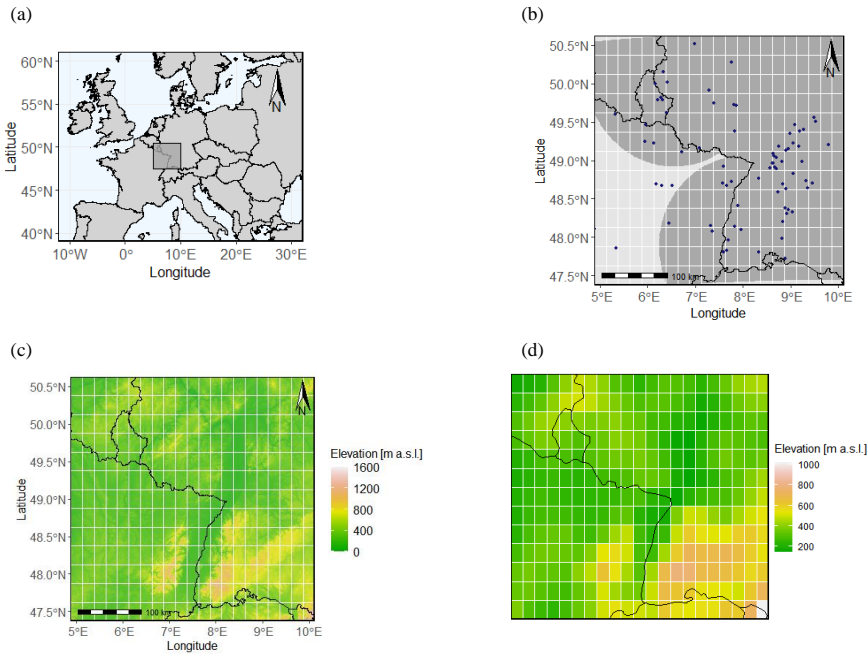 (a)
60°N
55°N
50°N
45°N
40°N
10°W 0° 10°E 20°E 30°E
Longitude
Latitude
N
(b)
50.5°N
50.0°N
49.5°N
49.0°N
48.5°N
48.0°N
47.5°N
5°E 6°E 7°E 8°E 9°E 10°E
Longitude
Latitude
N
100 km
(c)
50.5°N
50.0°N
49.5°N
49.0°N
48.5°N
48.0°N
47.5°N
5°E 6°E 7°E 8°E 9°E 10°E
Longitude
Latitude
N
100 km
Elevation [m a.s.l.]
1600
1200
800
400
0
(d)
Elevation [m a.s.l.]
1000
800
600
400
200